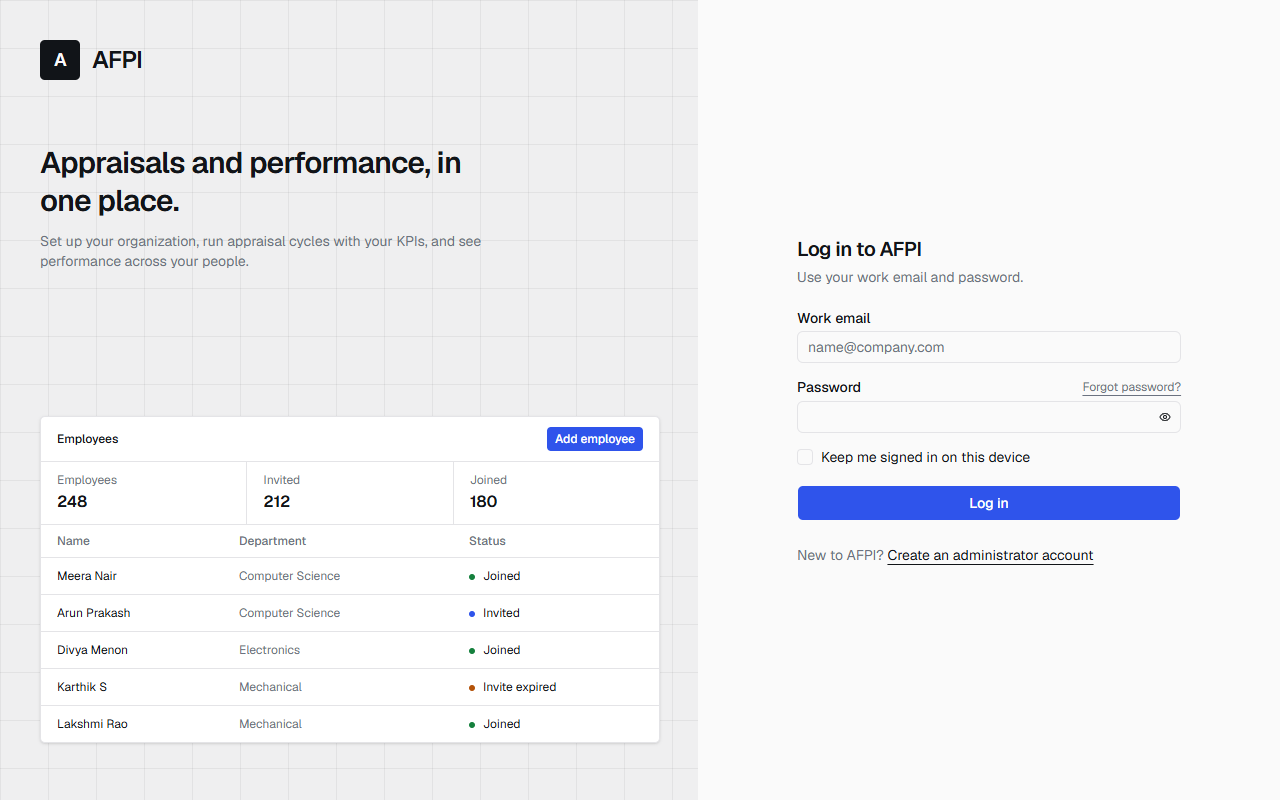 A AFPI
Appraisals and performance, in
one place.
Set up your organization, run appraisal cycles with your KPIs, and see
performance across your people.
Employees Add employee
Employees Invited Joined
248 212 180
Name Department Status
Meera Nair Computer Science Joined
Arun Prakash Computer Science Invited
Divya Menon Electronics Joined
Karthik S Mechanical Invite expired
Lakshmi Rao Mechanical Joined
Log in to AFPI
Use your work email and password.
Work email
name@company.com
Password Forgot password?
Keep me signed in on this device
Log in
New to AFPI? Create an administrator account